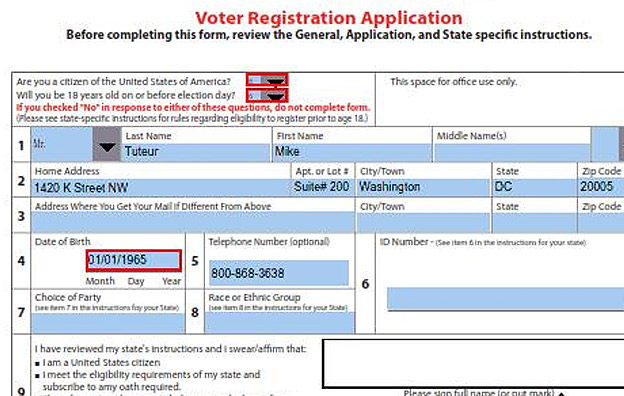 Voter Registration Application
Before completing this form, review the General, Application, and State specific instructions.
Are you a citizen of the United States of America?
This space for office use only.
Will you be 18 years old on or before election day?
If you checked "No" in response to either of these questions, do not complete form.
(Please see state-specific instructions for rules regarding eligibility to register prior to age 18.)
1 Mr. Last Name First Name Middle Name(s)
Tuteur Mike
2 Home Address Apt. or Lot # City/Town State Zip Code
1420 K Street NW Suite# 200 Washington DC 20005
3 Address Where You Get Your Mail If Different From Above City/Town State Zip Code
4 Date of Birth
01/01/1965
Month Day Year
5 Telephone Number (optional)
800-868-3638
6 ID Number - (See item 6 in the instructions for your state)
7 Choice of Party
(see item 7 in the instructions for your State)
8 Race or Ethnic Group
(see item 8 in the instructions for your State)
9 I have reviewed my state's instructions and I swear/affirm that:
■ I am a United States citizen
■ I meet the eligibility requirements of my state and
subscribe to any oath required.
Please sign full name (or put mark) ▲